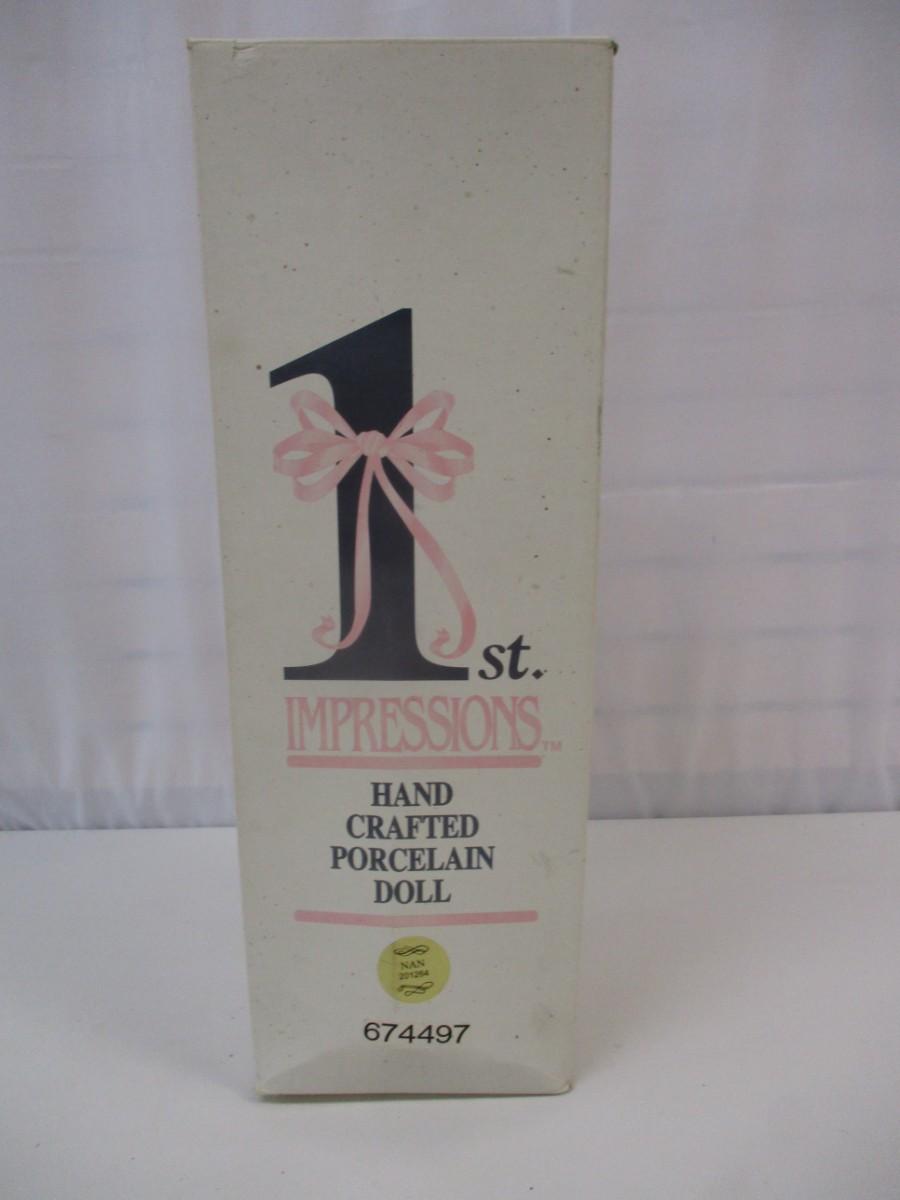 1st.
IMPRESSIONS™
HAND
CRAFTED
PORCELAIN
DOLL
NAN
201264
674497